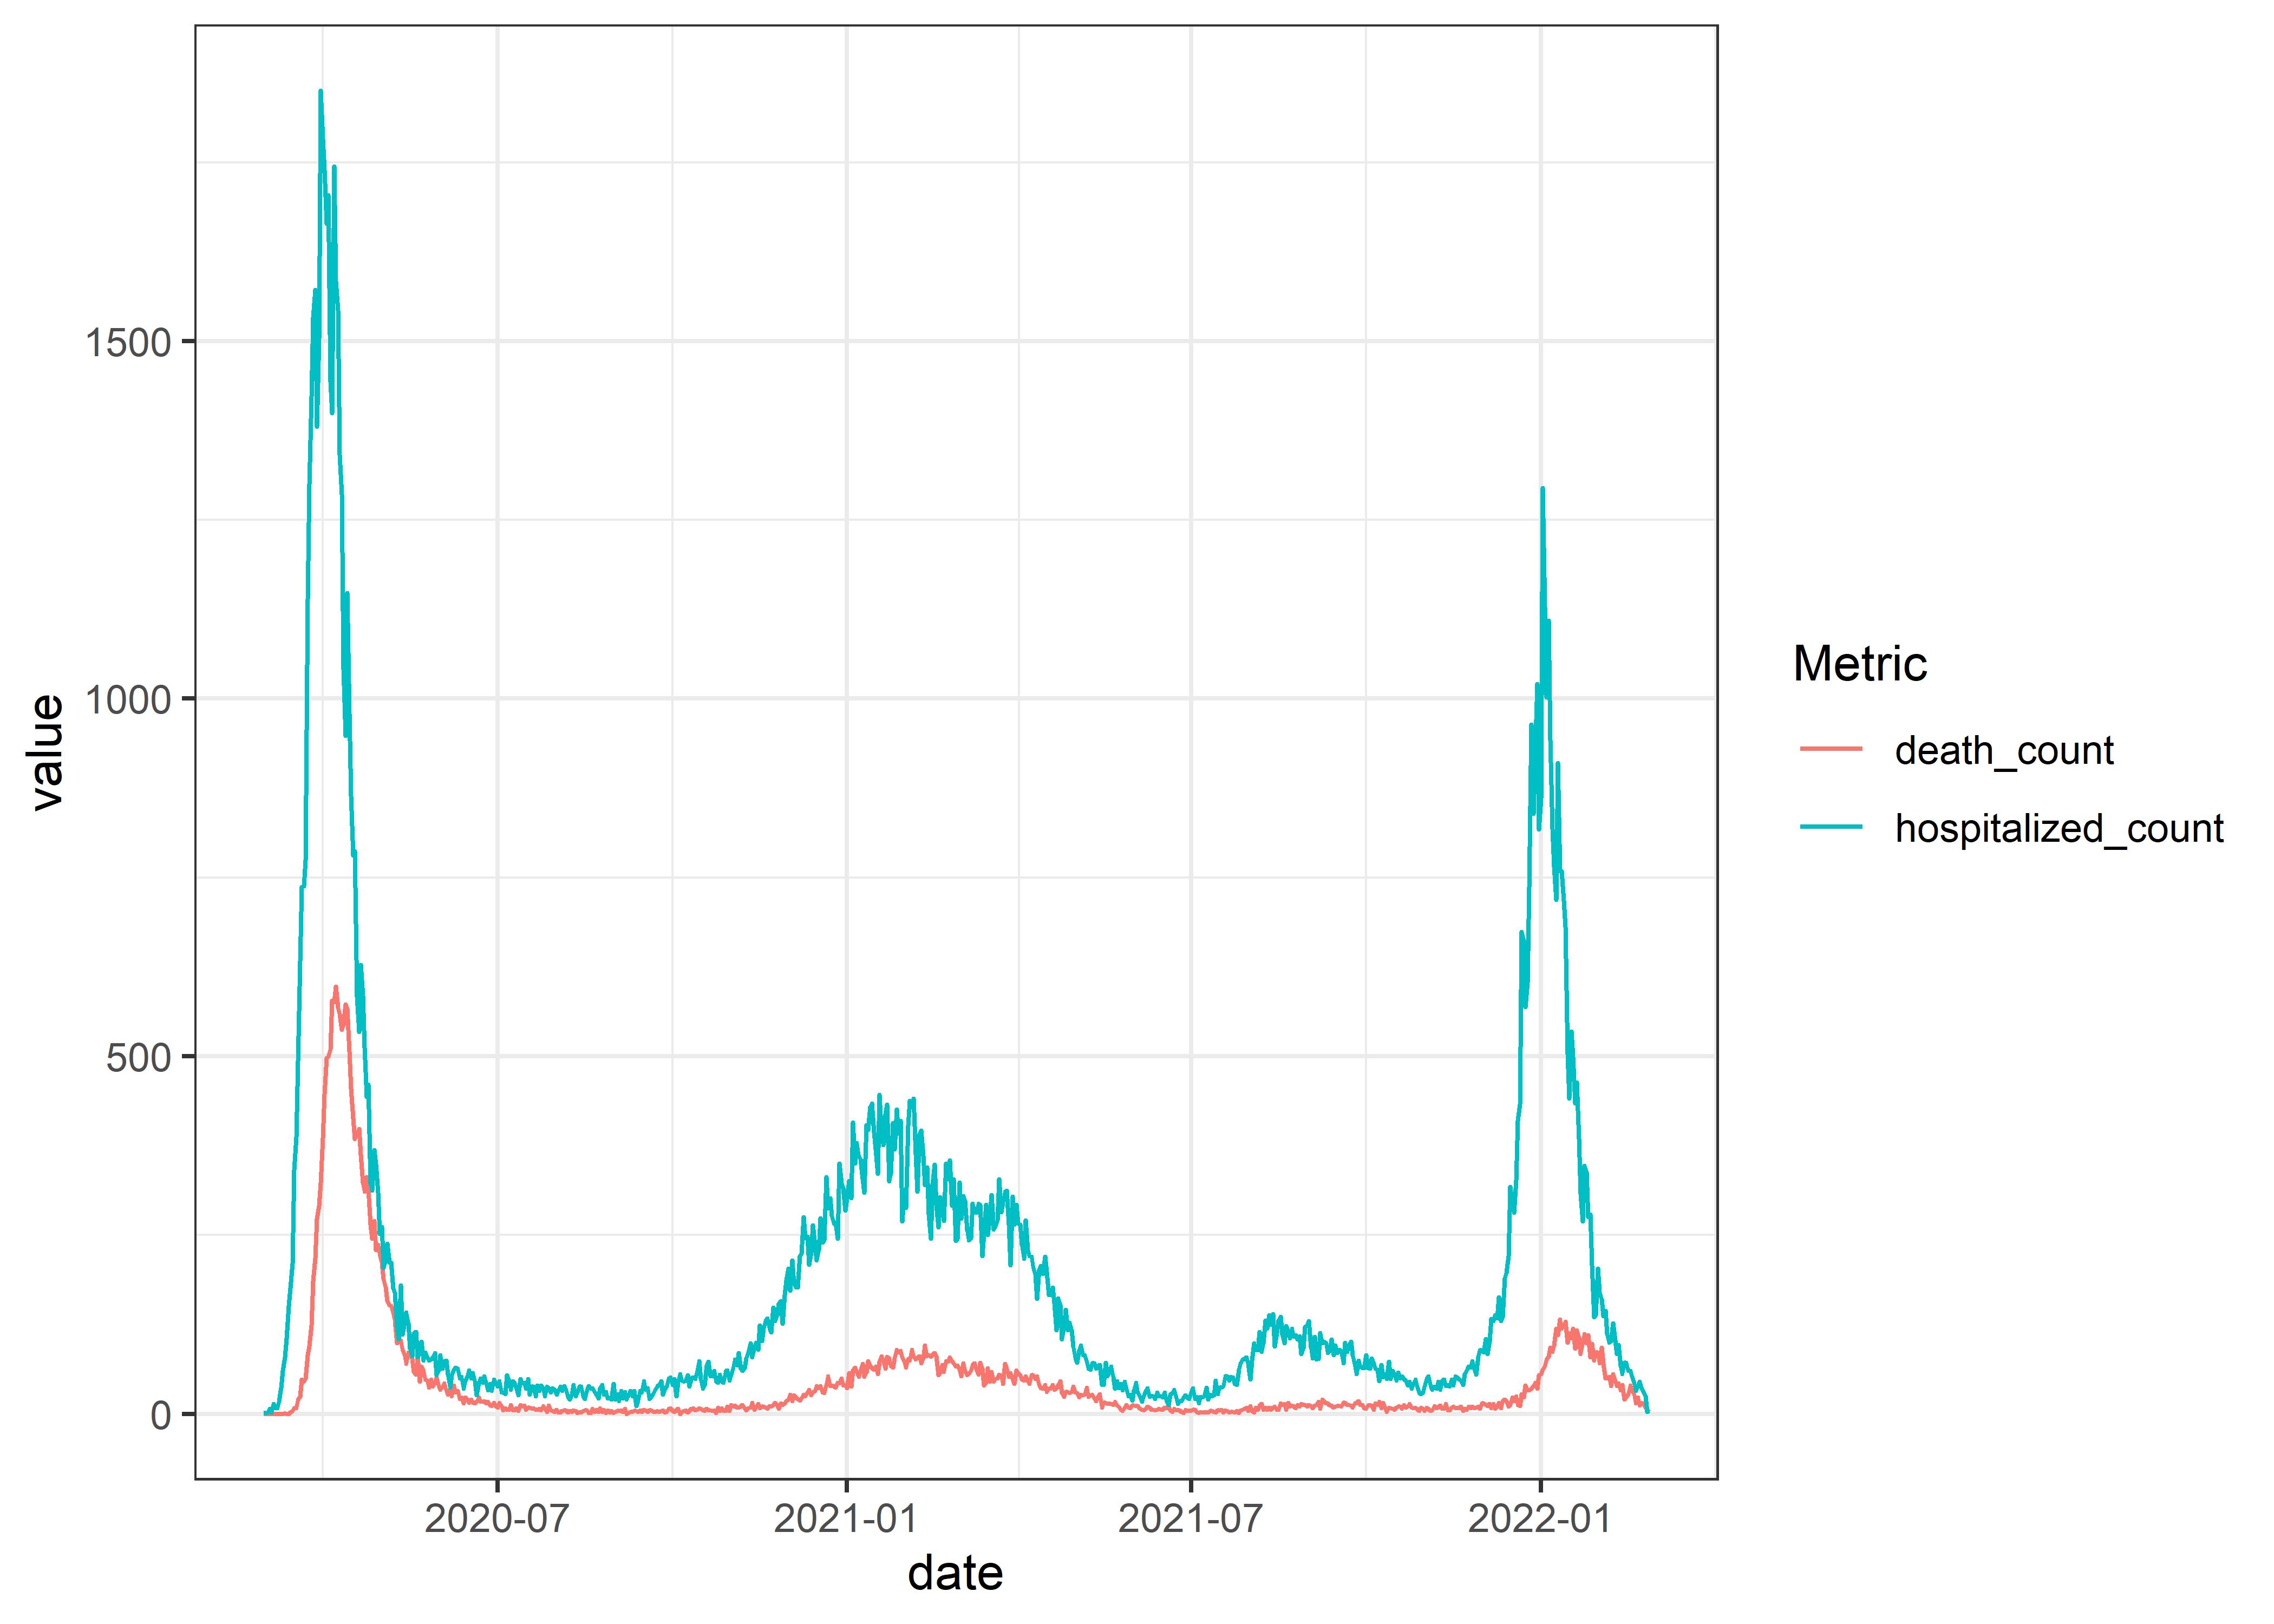 value
1500
1000
500
0
2020-07
2021-01
2021-07
2022-01
date
Metric
death_count
hospitalized_count